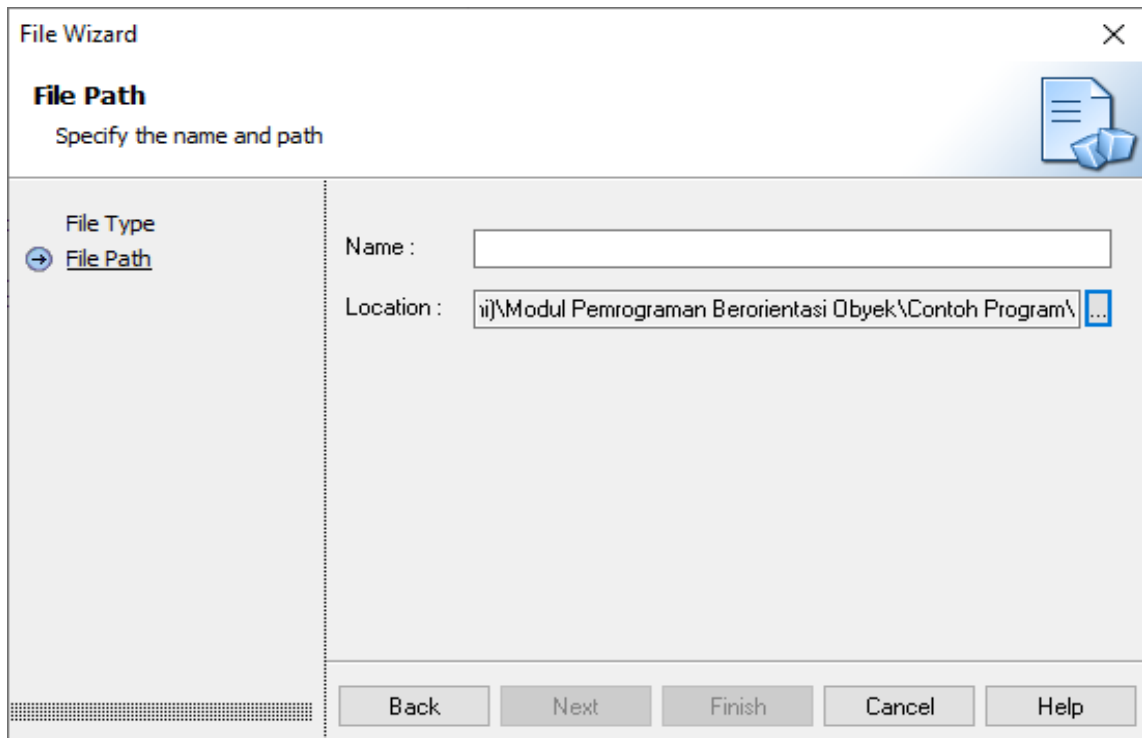 File Wizard
File Path
Specify the name and path
File Type
File Path
Name :
Location :
)\Modul Pemrograman Berorientasi Obyek\Contoh Program\
...
Back
Next
Finish
Cancel
Help